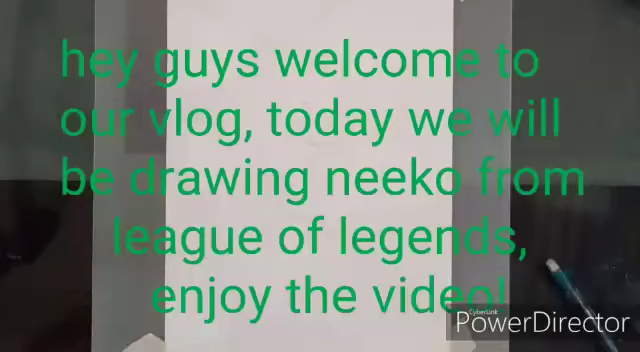 hey guys welcome to
our vlog, today we will
be drawing neeko from
league of legends,
enjoy the video!
CyberLink
PowerDirector